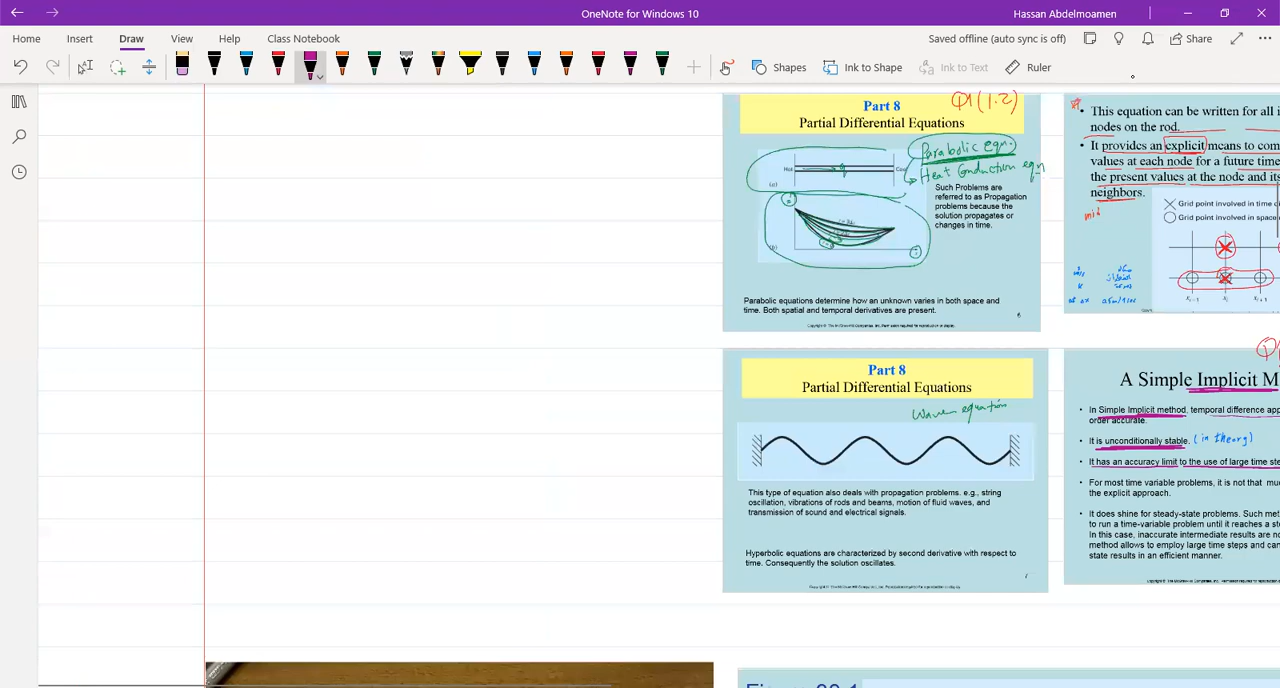 OneNote for Windows 10
Hassan Abdelmoamen
Home Insert Draw View Help Class Notebook
Saved offline (auto sync is off)
Share
Shapes
Ink to Shape
Ink to Text
Ruler
Part 8
Q1 (1.2)
Partial Differential Equations
Parabolic eqn.
Heat Conduction eqn
Hot
(a)
Such Problems are
referred to as Propagation
problems because the
solution propagates or
changes in time.
(b)
Parabolic equations determine how an unknown varies in both space and
time. Both spatial and temporal derivatives are present.
6
• This equation can be written for all i
nodes on the rod.
• It provides an explicit means to com
values at each node for a future time
the present values at the node and its
neighbors.
Grid point involved in time
Grid point involved in space
Part 8
Partial Differential Equations
Wave equation
This type of equation also deals with propagation problems. e.g., string
oscillation, vibrations of rods and beams, motion of fluid waves, and
transmission of sound and electrical signals.
Hyperbolic equations are characterized by second derivative with respect to
time. Consequently the solution oscillates.
7
A Simple Implicit M
• In Simple Implicit method, temporal difference app
order accurate.
• It is unconditionally stable. (in theory)
• It has an accuracy limit to the use of large time ste
• For most time variable problems, it is not that mu
the explicit approach.
• It does shine for steady-state problems. Such met
to run a time-variable problem until it reaches a st
In this case, inaccurate intermediate results are no
method allows to employ large time steps and can
state results in an efficient manner.